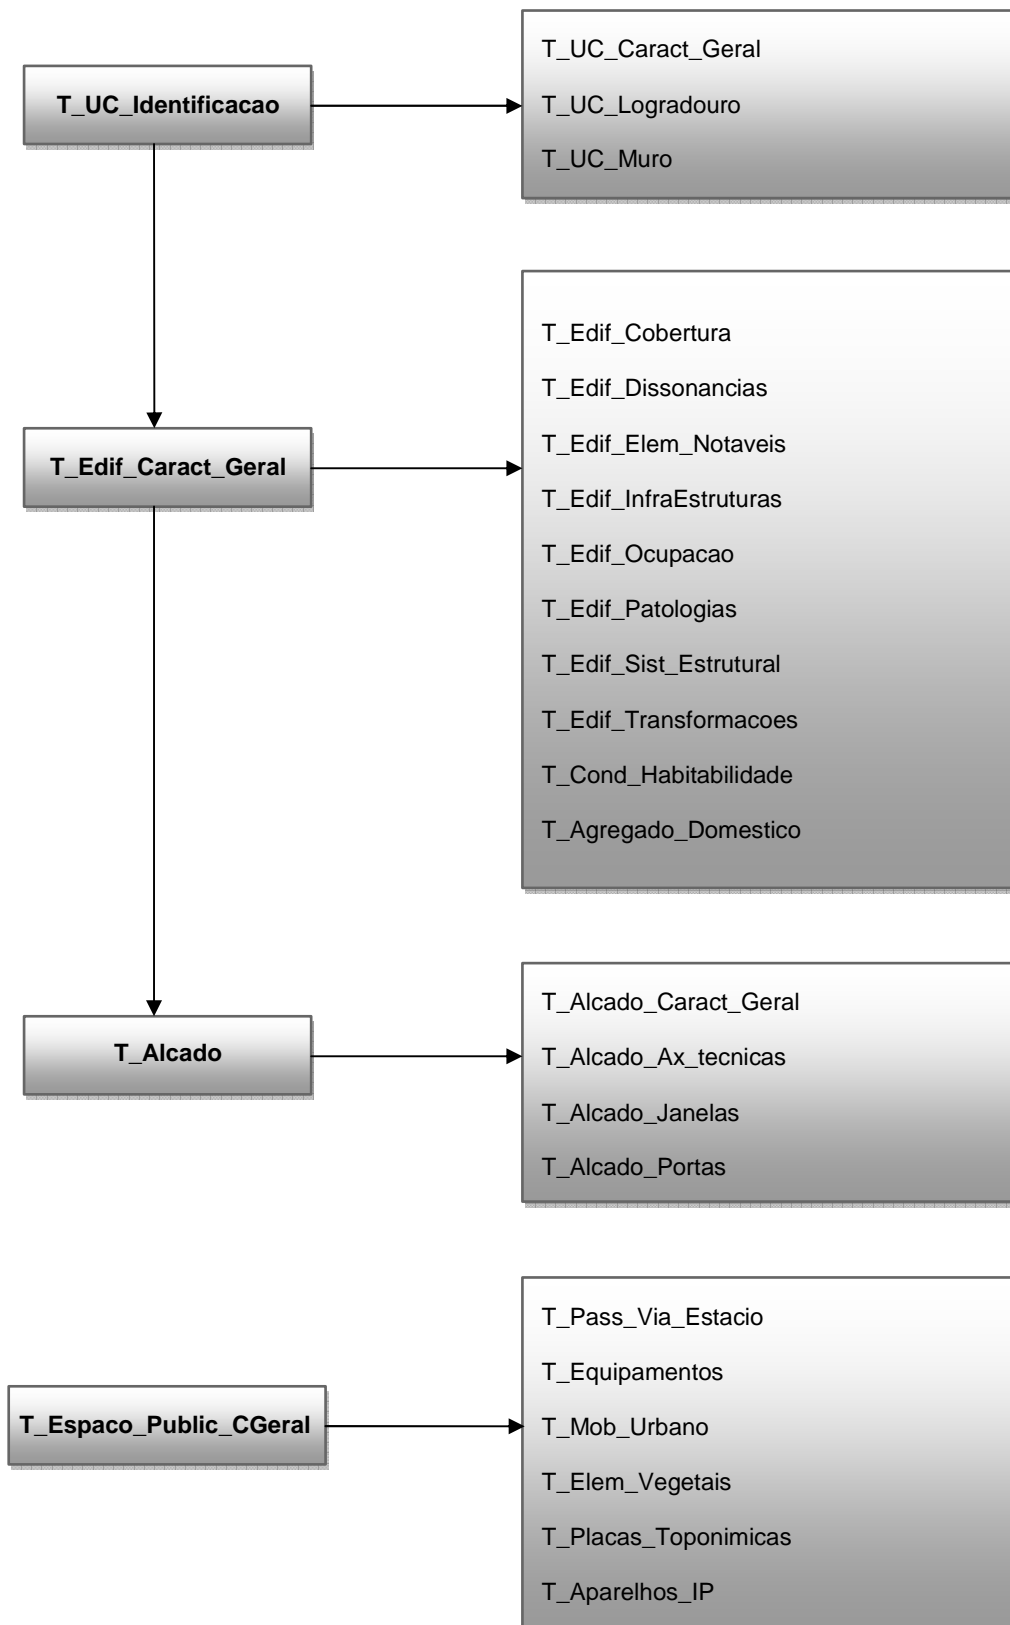 T_UC_Identificacao
T_UC_Caract_Geral
T_UC_Logradouro
T_UC_Muro
T_Edif_Caract_Geral
T_Edif_Cobertura
T_Edif_Dissonancias
T_Edif_Elem_Notaveis
T_Edif_InfraEstruturas
T_Edif_Ocupacao
T_Edif_Patologias
T_Edif_Sist_Estrutural
T_Edif_Transformacoes
T_Cond_Habitabilidade
T_Agregado_Domestico
T_Alcado
T_Alcado_Caract_Geral
T_Alcado_Ax_tecnicas
T_Alcado_Janelas
T_Alcado_Portas
T_Espaco_Public_CGeral
T_Pass_Via_Estacio
T_Equipamentos
T_Mob_Urbano
T_Elem_Vegetais
T_Placas_Toponimicas
T_Aparelhos_IP